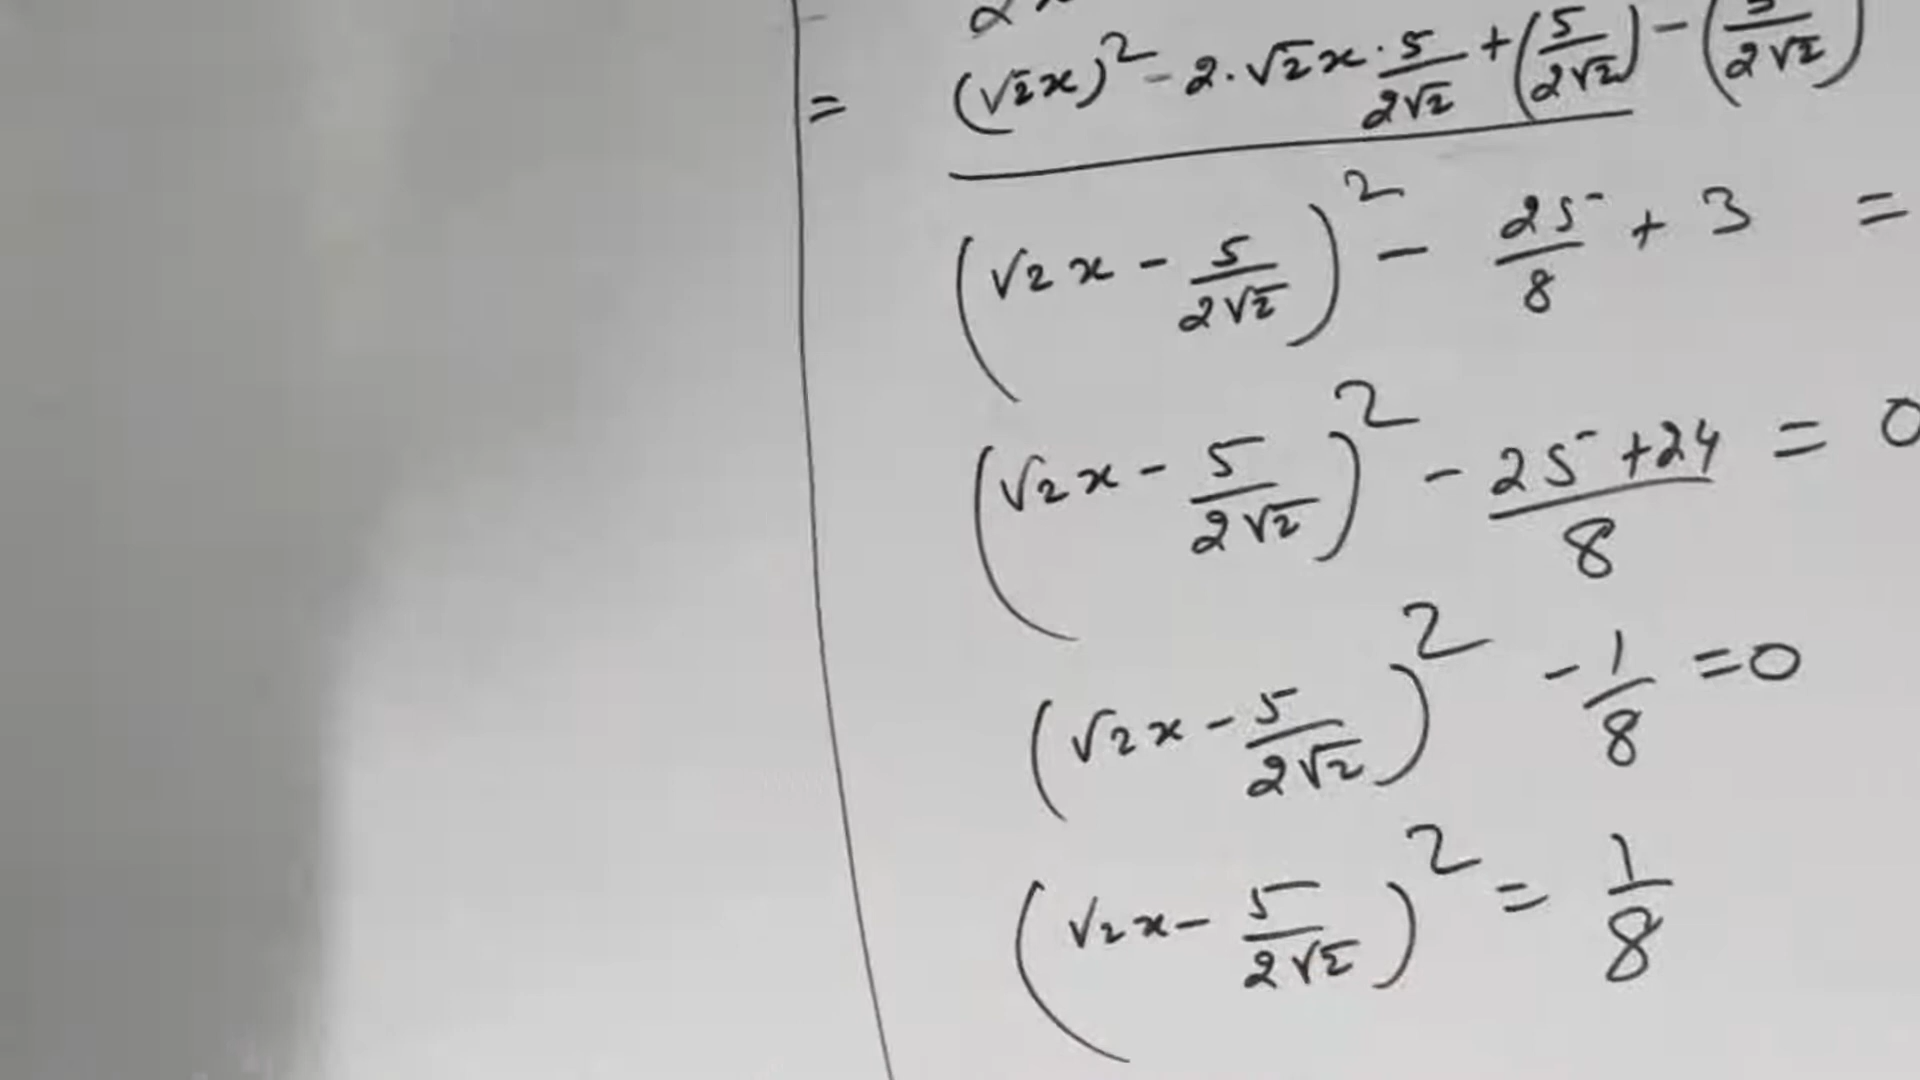 2x
= (√2x)² - 2·√2x·5/2√2 + (5/2√2) - (5/2√2)
(√2x - 5/2√2)² - 25/8 + 3 =
(√2x - 5/2√2)² - 25+24/8 = 0
(√2x - 5/2√2)² - 1/8 = 0
(√2x - 5/2√2)² = 1/8